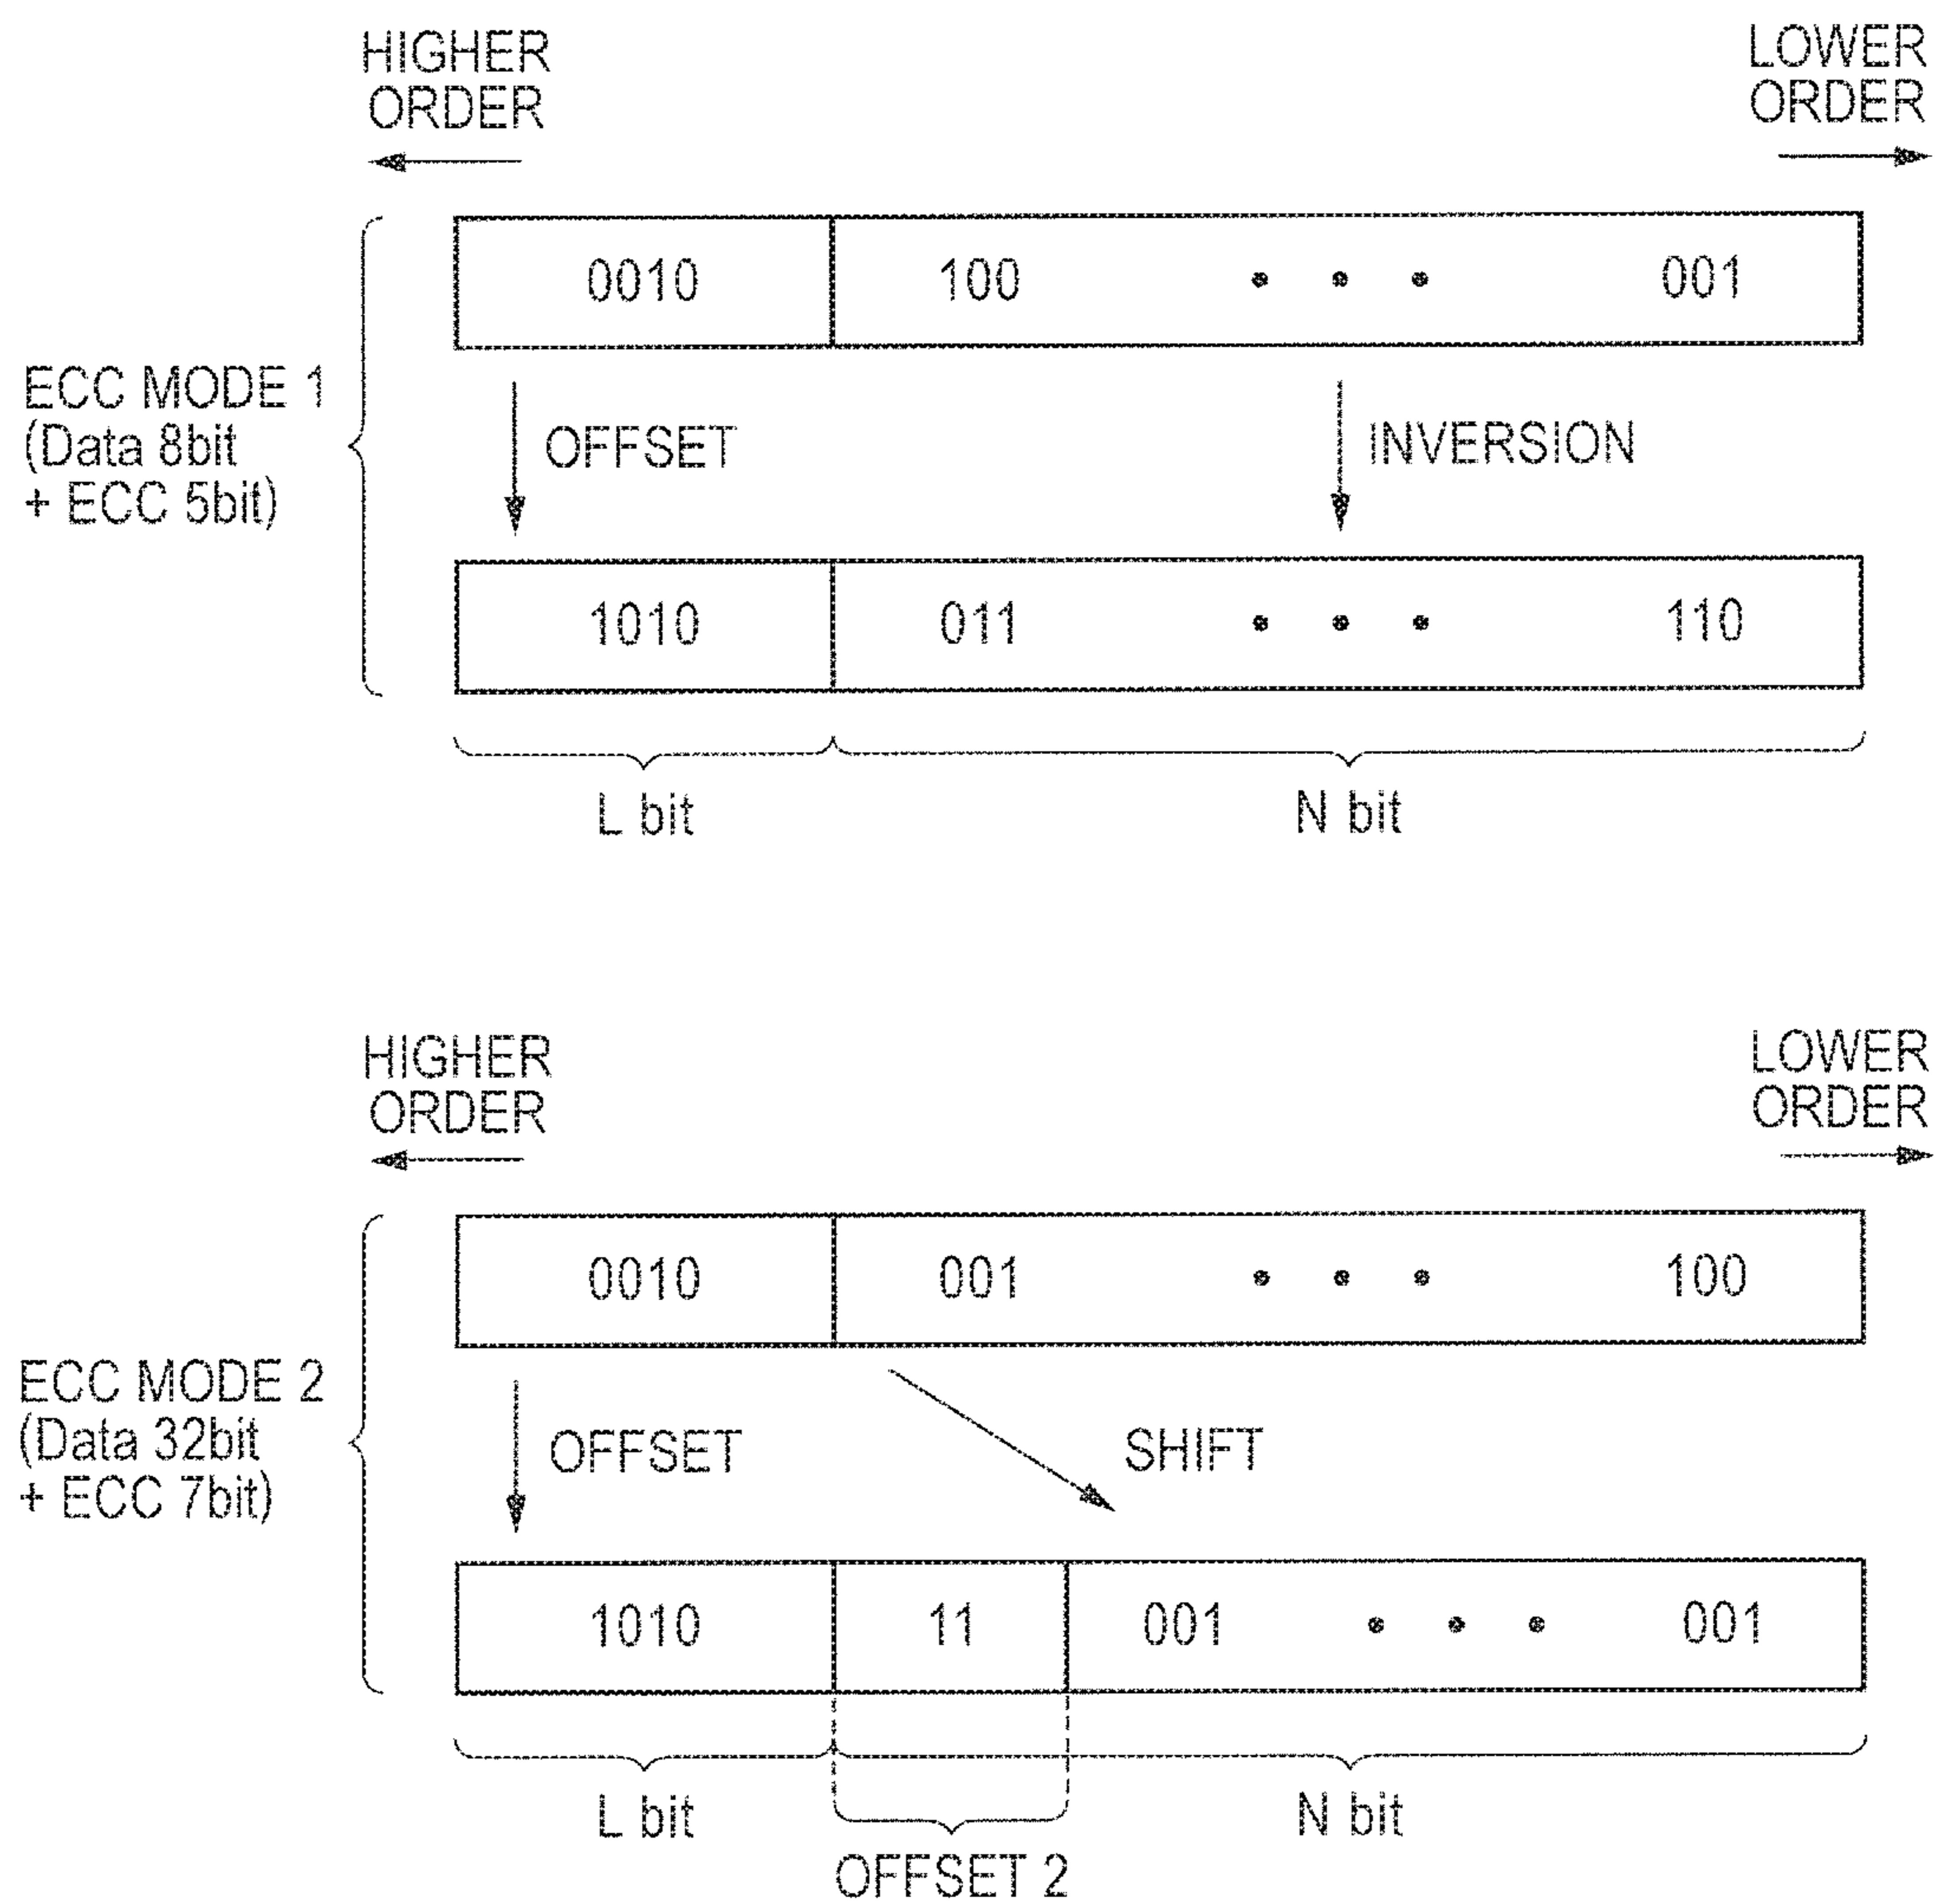 HIGHER
ORDER
LOWER
ORDER
0010 100 • • • 001
ECC MODE 1
(Data 8bit
+ ECC 5bit)
OFFSET
INVERSION
1010 011 • • • 110
L bit
N bit
HIGHER
ORDER
LOWER
ORDER
0010 001 • • • 100
ECC MODE 2
(Data 32bit
+ ECC 7bit)
OFFSET
SHIFT
1010 11 001 • • • 001
L bit
N bit
OFFSET 2